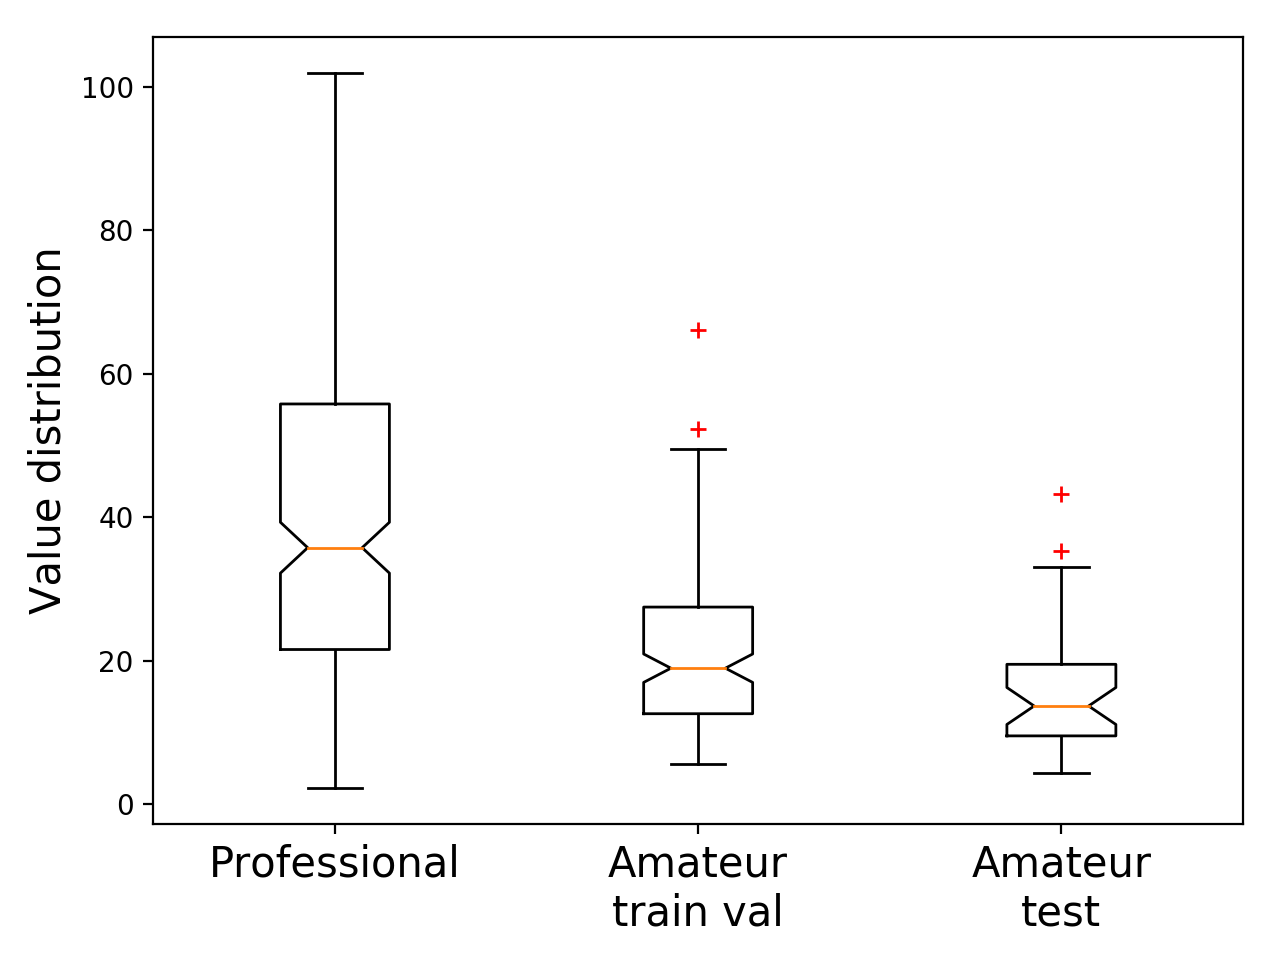 Value distribution
100
80
60
40
20
0
Professional
Amateur
train val
Amateur
test